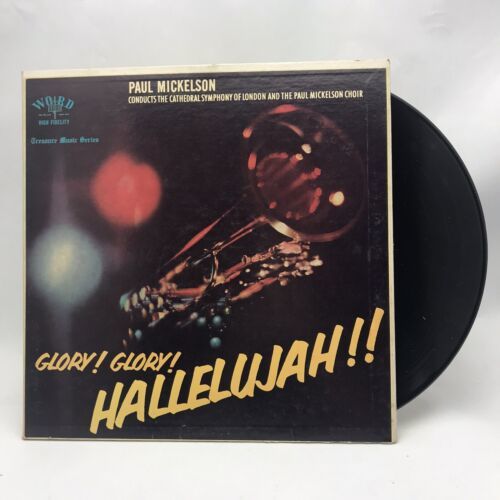 PAUL MICKELSON
CONDUCTS THE CATHEDRAL SYMPHONY OF LONDON AND THE PAUL MICKELSON CHOIR
WORD
HIGH FIDELITY
Treasure Music Series
GLORY! GLORY!
HALLELUJAH!!